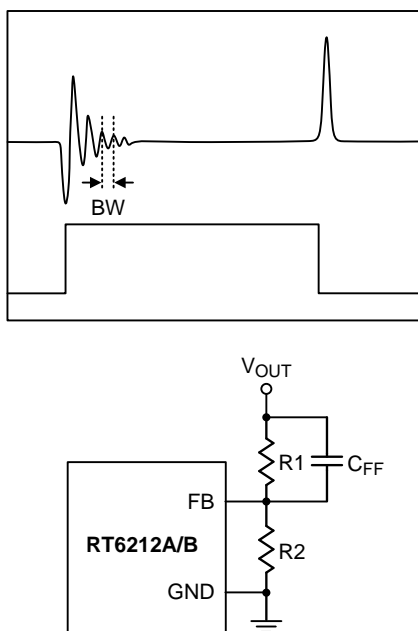 BW
VOUT
R1
CFF
FB
RT6212A/B
R2
GND